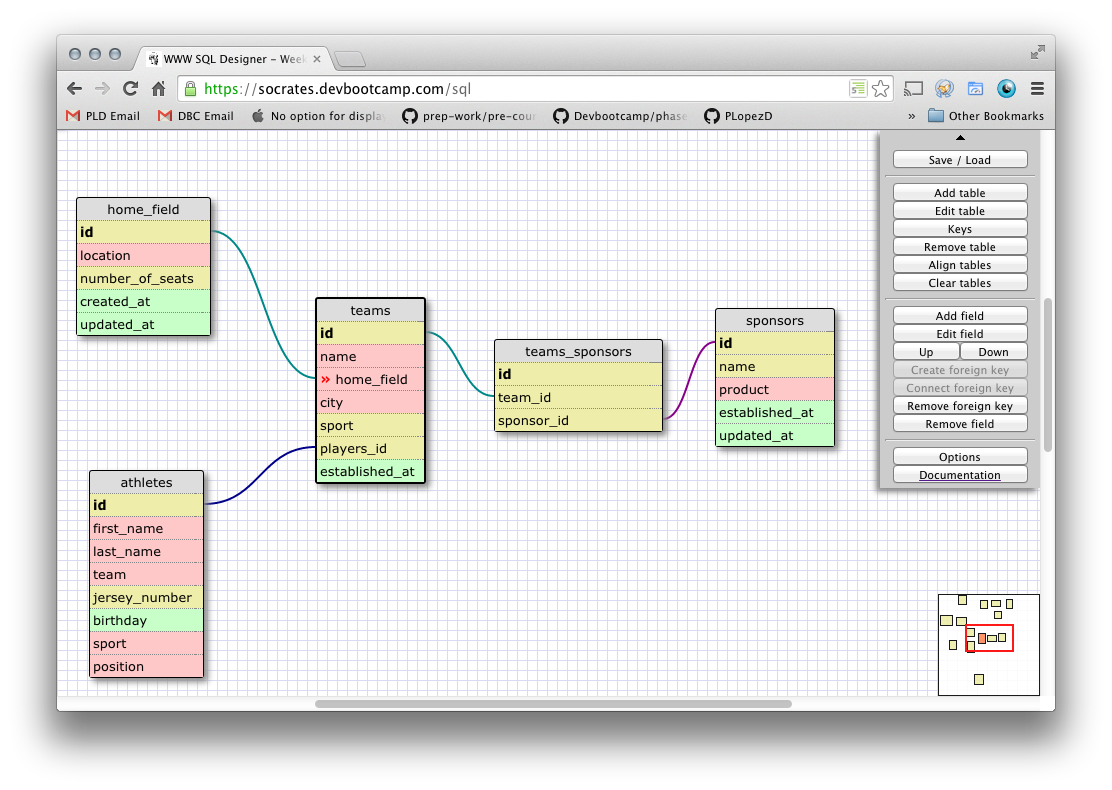 WWW SQL Designer – Week
https://socrates.devbootcamp.com/sql
PLD Email
DBC Email
No option for displa
prep-work/pre-cour
Devbootcamp/phase
PLopezD
»
Other Bookmarks
home_field
id
location
number_of_seats
created_at
updated_at
teams
id
name
» home_field
city
sport
players_id
established_at
teams_sponsors
id
team_id
sponsor_id
sponsors
id
name
product
established_at
updated_at
athletes
id
first_name
last_name
team
jersey_number
birthday
sport
position
Save / Load
Add table
Edit table
Keys
Remove table
Align tables
Clear tables
Add field
Edit field
Up Down
Create foreign key
Connect foreign key
Remove foreign key
Remove field
Options
Documentation